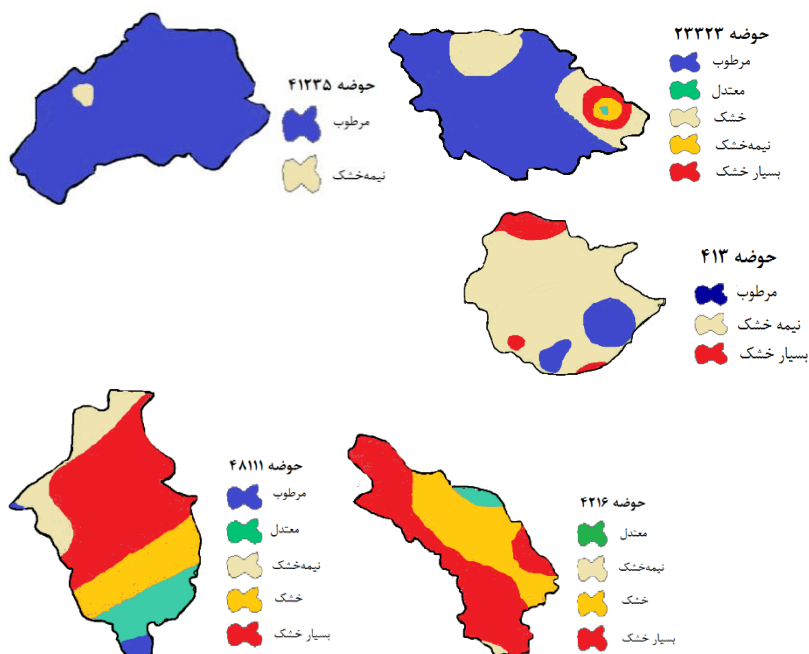 حوضه ۴۱۲۳۵
مرطوب
نیمه‌خشک
حوضه ۲۳۳۲۳
مرطوب
معتدل
خشک
نیمه‌خشک
بسیار خشک
حوضه ۴۱۳
مرطوب
نیمه خشک
بسیار خشک
حوضه ۴۸۱۱۱
مرطوب
معتدل
نیمه‌خشک
خشک
بسیار خشک
حوضه ۴۲۱۶
معتدل
نیمه‌خشک
خشک
بسیار خشک